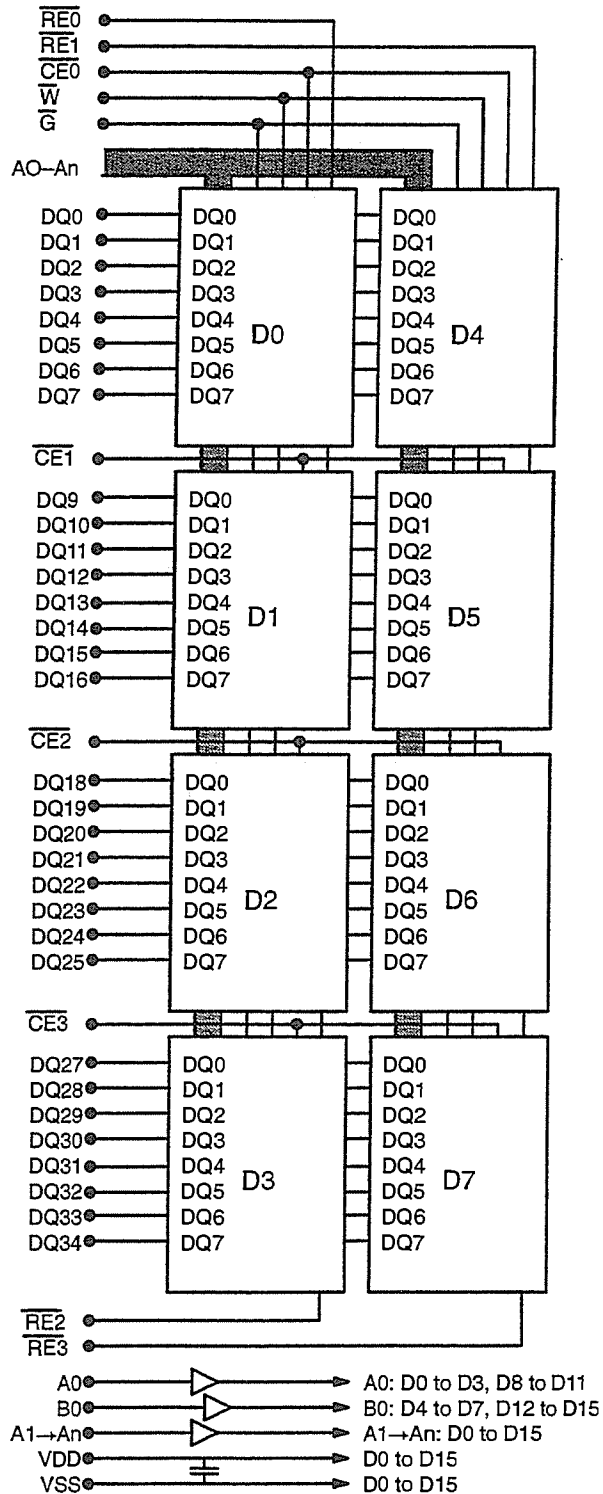 RE0
RE1
CE0
W
G
AO–An
DQ0 DQ0 DQ0
DQ1 DQ1 DQ1
DQ2 DQ2 DQ2
DQ3 DQ3 DQ3
D0 D4
DQ4 DQ4 DQ4
DQ5 DQ5 DQ5
DQ6 DQ6 DQ6
DQ7 DQ7 DQ7
CE1
DQ9 DQ0 DQ0
DQ10 DQ1 DQ1
DQ11 DQ2 DQ2
DQ12 DQ3 DQ3
DQ13 DQ4 D1 DQ4 D5
DQ14 DQ5 DQ5
DQ15 DQ6 DQ6
DQ16 DQ7 DQ7
CE2
DQ18 DQ0 DQ0
DQ19 DQ1 DQ1
DQ20 DQ2 DQ2
DQ21 DQ3 DQ3
DQ22 DQ4 DQ4
DQ23 DQ5 D2 DQ5 D6
DQ24 DQ6 DQ6
DQ25 DQ7 DQ7
CE3
DQ27 DQ0 DQ0
DQ28 DQ1 DQ1
DQ29 DQ2 DQ2
DQ30 DQ3 DQ3
DQ31 DQ4 D3 DQ4 D7
DQ32 DQ5 DQ5
DQ33 DQ6 DQ6
DQ34 DQ7 DQ7
RE2
RE3
A0 A0: D0 to D3, D8 to D11
B0 B0: D4 to D7, D12 to D15
A1→An A1→An: D0 to D15
VDD D0 to D15
VSS D0 to D15